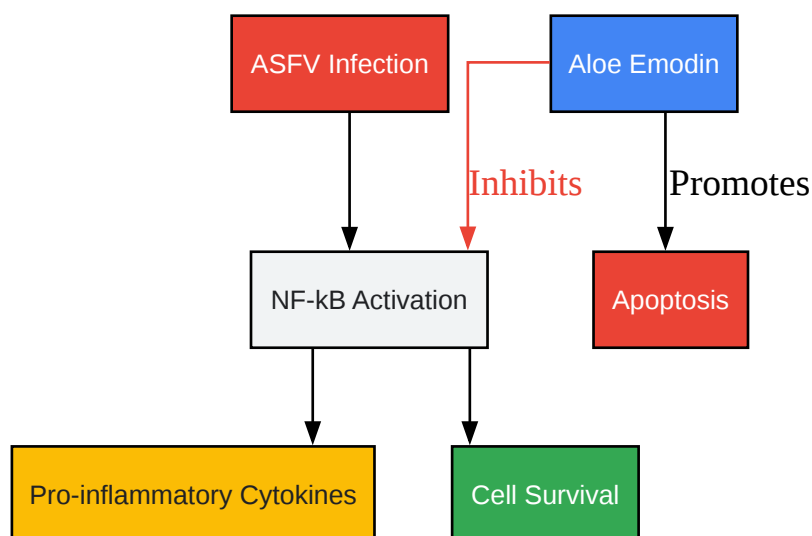 ASFV Infection
Aloe Emodin
Inhibits
Promotes
NF-kB Activation
Apoptosis
Pro-inflammatory Cytokines
Cell Survival